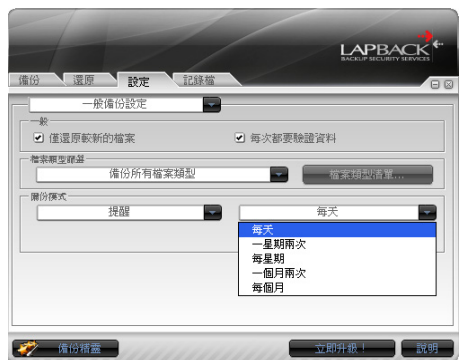 LAPBACK
BACKUP SECURITY SERVICES
備份 還原 設定 記錄檔
一般備份設定
一般
僅還原較新的檔案 每次都要驗證資料
檔案類型篩選
備份所有檔案類型 檔案類型清單...
備份模式
提醒 每天
每天
一星期兩次
每星期
一個月兩次
每個月
備份精靈 立即升級！ 說明